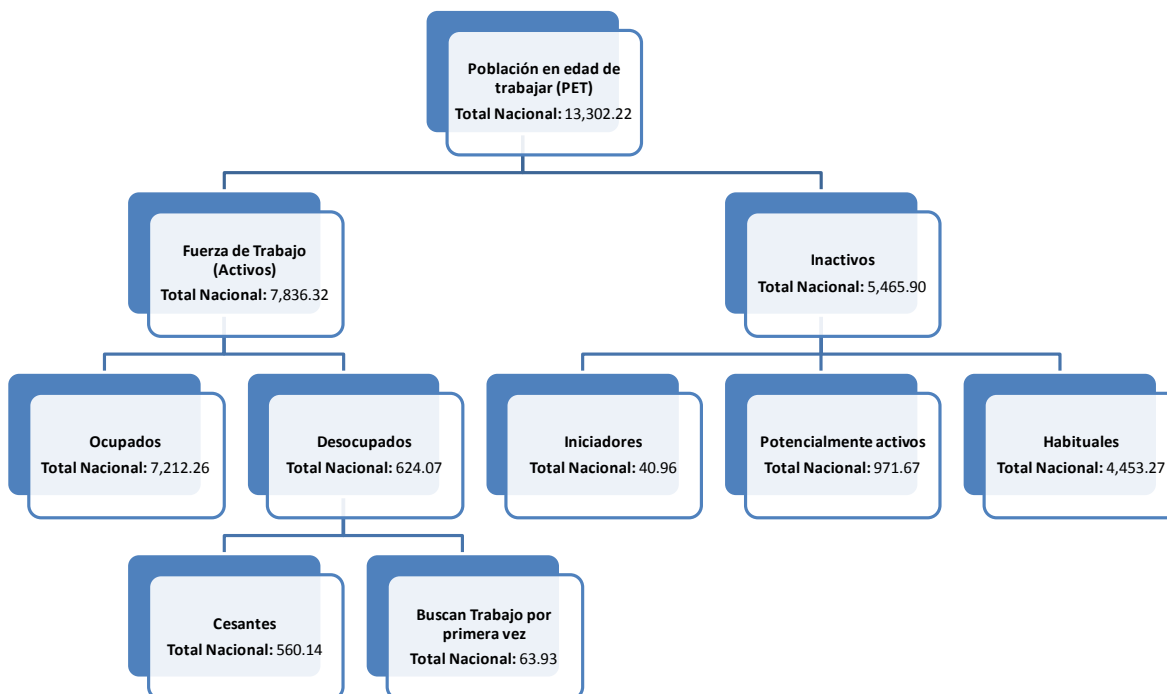 Población en edad de
trabajar (PET)
Total Nacional: 13,302.22
Fuerza de Trabajo
(Activos)
Total Nacional: 7,836.32
Inactivos
Total Nacional: 5,465.90
Ocupados
Total Nacional: 7,212.26
Desocupados
Total Nacional: 624.07
Iniciadores
Total Nacional: 40.96
Potencialmente activos
Total Nacional: 971.67
Habituales
Total Nacional: 4,453.27
Cesantes
Total Nacional: 560.14
Buscan Trabajo por
primera vez
Total Nacional: 63.93